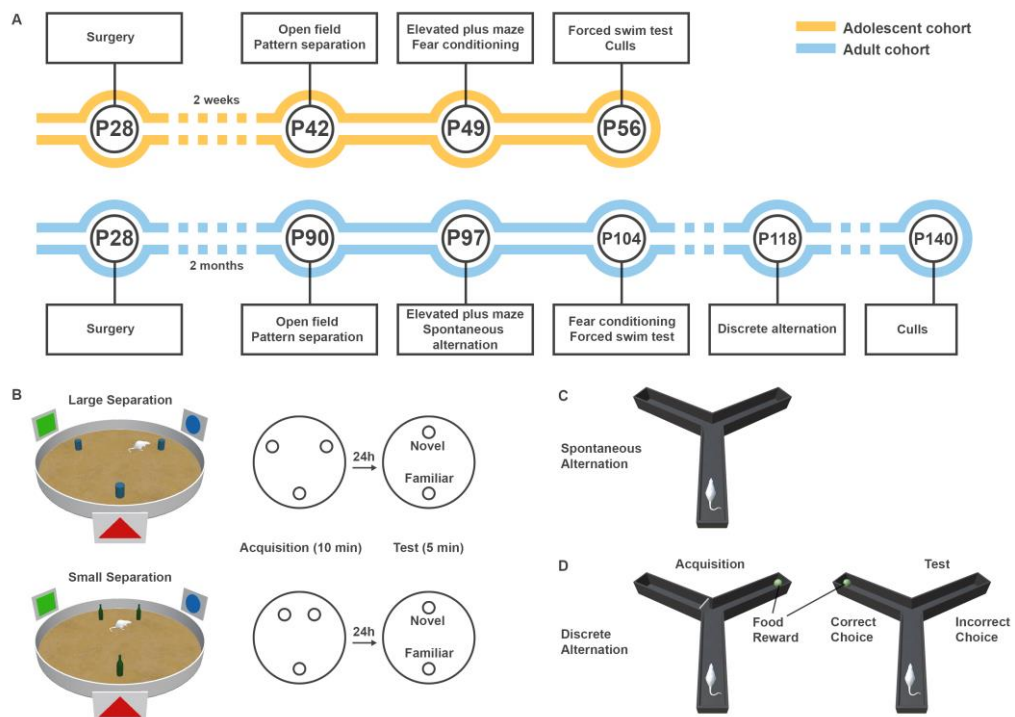 A
Surgery
Open field
Pattern separation
Elevated plus maze
Fear conditioning
Forced swim test
Culls
Adolescent cohort
Adult cohort
2 weeks
P28
P42
P49
P56
P28
P90
P97
P104
P118
P140
2 months
Surgery
Open field
Pattern separation
Elevated plus maze
Spontaneous
alternation
Fear conditioning
Forced swim test
Discrete alternation
Culls
B
Large Separation
24h
Novel
Familiar
Acquisition (10 min)
Test (5 min)
Small Separation
24h
Novel
Familiar
C
Spontaneous
Alternation
D
Acquisition
Test
Discrete
Alternation
Food
Reward
Correct
Choice
Incorrect
Choice